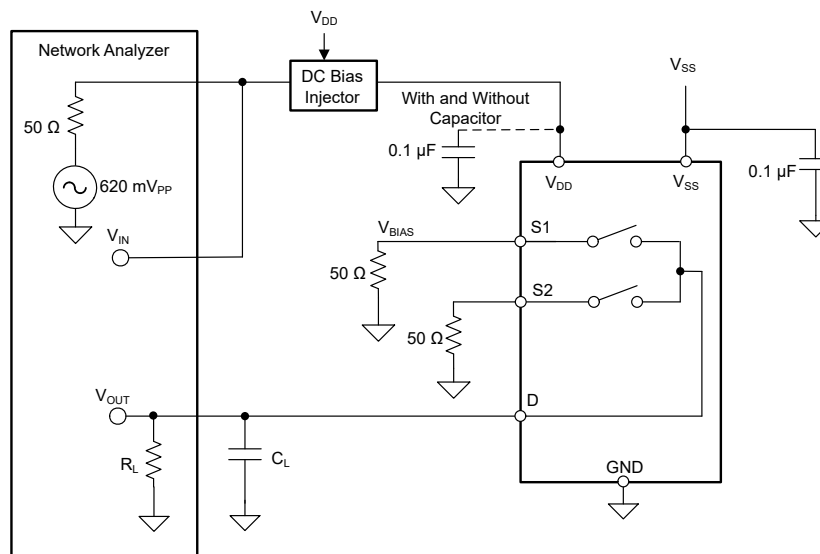 Network Analyzer
50 Ω
620 mVPP
VIN
VDD
DC Bias
Injector
With and Without
Capacitor
0.1 µF
VSS
0.1 µF
VDD
VSS
VBIAS
S1
50 Ω
S2
50 Ω
VOUT
D
RL
CL
GND